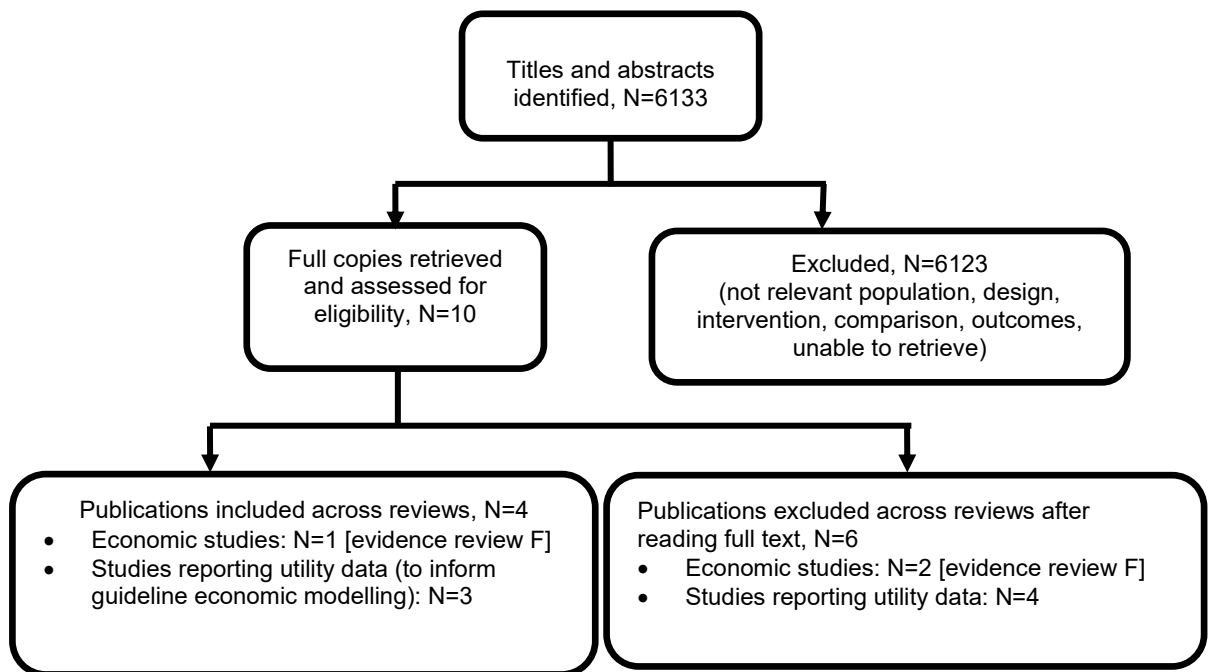 Titles and abstracts
identified, N=6133
Full copies retrieved
and assessed for
eligibility, N=10
Excluded, N=6123
(not relevant population, design,
intervention, comparison, outcomes,
unable to retrieve)
Publications included across reviews, N=4
• Economic studies: N=1 [evidence review F]
• Studies reporting utility data (to inform
guideline economic modelling): N=3
Publications excluded across reviews after
reading full text, N=6
• Economic studies: N=2 [evidence review F]
• Studies reporting utility data: N=4